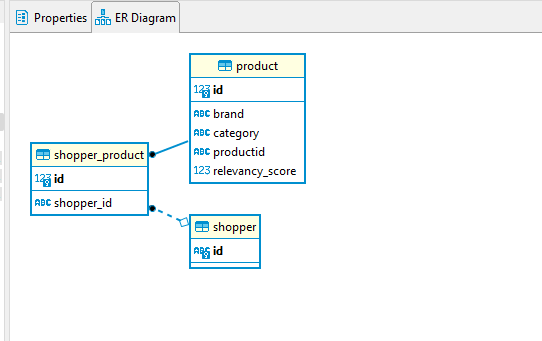 Properties
ER Diagram
product
123 id
ABC brand
ABC category
ABC productid
123 relevancy_score
shopper_product
123 id
ABC shopper_id
shopper
ABC id